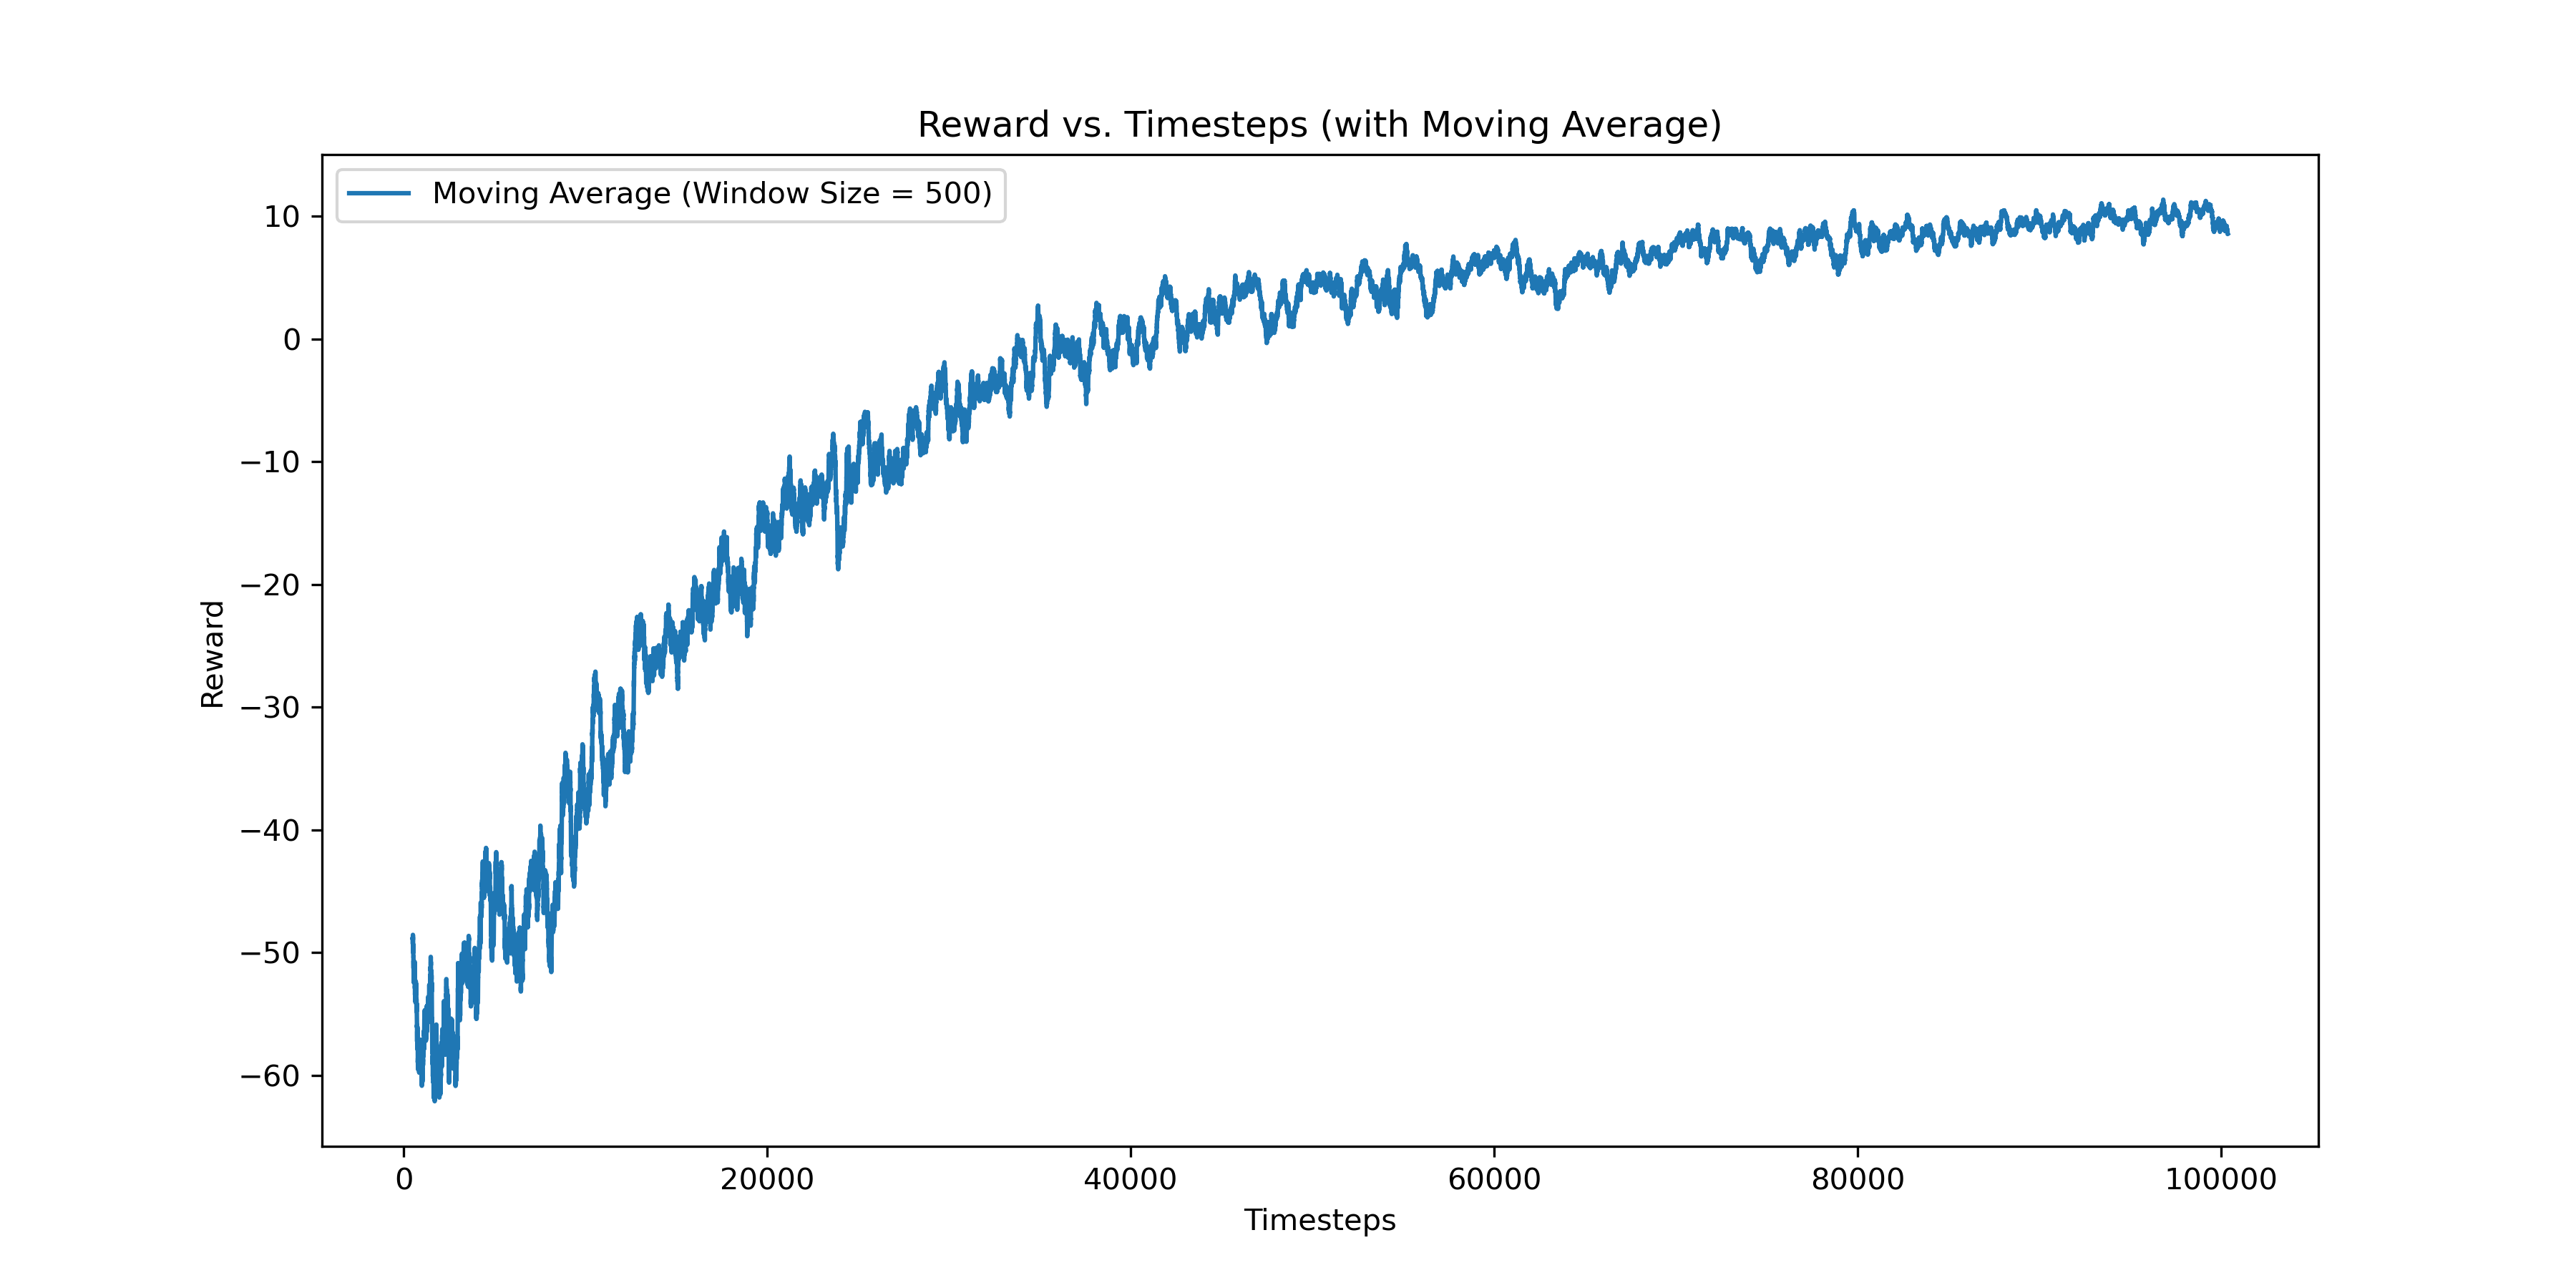 Reward vs. Timesteps (with Moving Average)
Moving Average (Window Size = 500)
10
0
−10
−20
−30
−40
−50
−60
Reward
0 20000 40000 60000 80000 100000
Timesteps